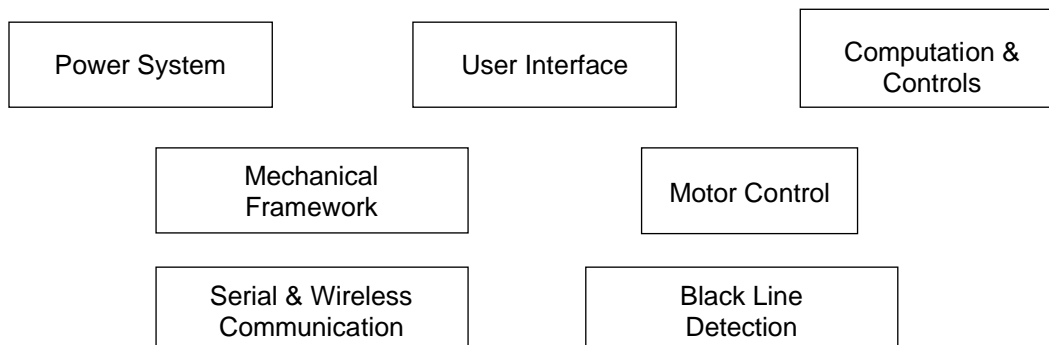 Power System
User Interface
Computation &
Controls
Mechanical
Framework
Motor Control
Serial & Wireless
Communication
Black Line
Detection